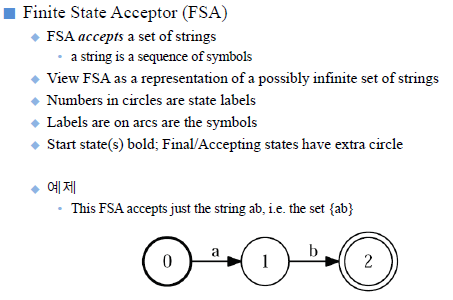 Finite State Acceptor (FSA)
FSA accepts a set of strings
a string is a sequence of symbols
View FSA as a representation of a possibly infinite set of strings
Numbers in circles are state labels
Labels are on arcs are the symbols
Start state(s) bold; Final/Accepting states have extra circle
예제
This FSA accepts just the string ab, i.e. the set {ab}
0 a 1 b 2